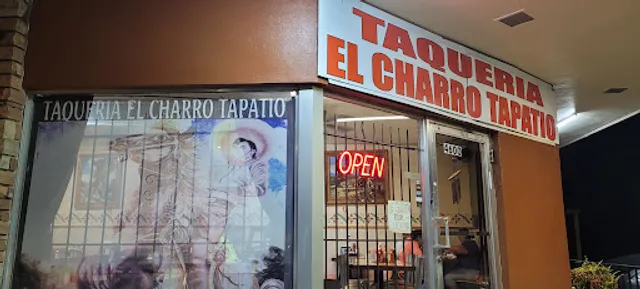 TAQUERIA
EL CHARRO TAPATIO
TAQUERIA EL CHARRO TAPATIO
OPEN